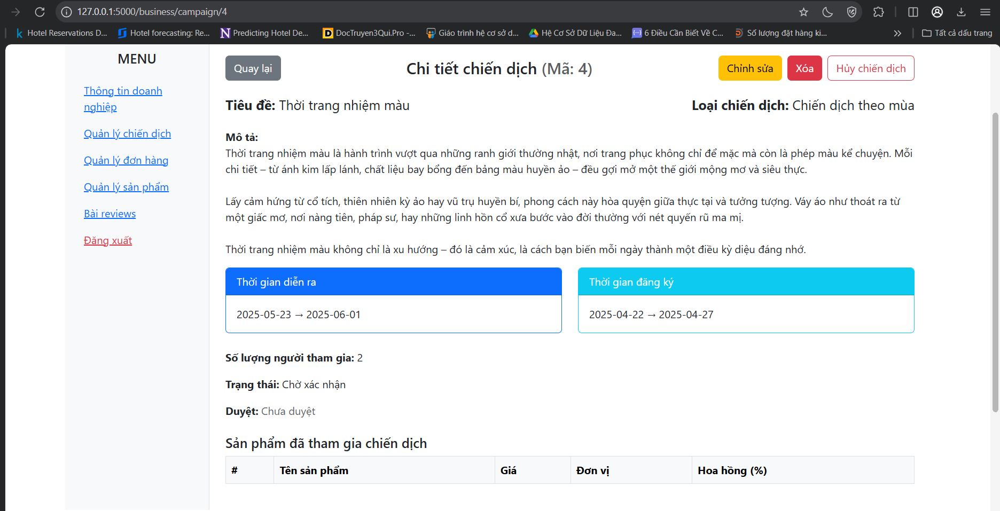 127.0.0.1:5000/business/campaign/4
Hotel Reservations D... Hotel forecasting: Re... Predicting Hotel De... DocTruyen3Qui.Pro -... Giáo trình hệ cơ sở d... Hệ Cơ Sở Dữ Liệu Đa... 6 Điều Cần Biết Về C... Số lượng đặt hàng ki... Tất cả dấu trang
MENU
Thông tin doanh
nghiệp
Quản lý chiến dịch
Quản lý đơn hàng
Quản lý sản phẩm
Bài reviews
Đăng xuất
Quay lại
Chi tiết chiến dịch (Mã: 4)
Chỉnh sửa
Xóa
Hủy chiến dịch
Tiêu đề: Thời trang nhiệm màu
Loại chiến dịch: Chiến dịch theo mùa
Mô tả:
Thời trang nhiệm màu là hành trình vượt qua những ranh giới thường nhật, nơi trang phục không chỉ để mặc mà còn là phép màu kể chuyện. Mỗi
chi tiết – từ ánh kim lấp lánh, chất liệu bay bổng đến bảng màu huyền ảo – đều gợi mở một thế giới mộng mơ và siêu thực.
Lấy cảm hứng từ cổ tích, thiên nhiên kỳ ảo hay vũ trụ huyền bí, phong cách này hòa quyện giữa thực tại và tưởng tượng. Váy áo như thoát ra từ
một giấc mơ, nơi nàng tiên, pháp sư, hay những linh hồn cổ xưa bước vào đời thường với nét quyến rũ ma mị.
Thời trang nhiệm màu không chỉ là xu hướng – đó là cảm xúc, là cách bạn biến mỗi ngày thành một điều kỳ diệu đáng nhớ.
Thời gian diễn ra
2025-05-23 → 2025-06-01
Thời gian đăng ký
2025-04-22 → 2025-04-27
Số lượng người tham gia: 2
Trạng thái: Chờ xác nhận
Duyệt: Chưa duyệt
Sản phẩm đã tham gia chiến dịch
# Tên sản phẩm Giá Đơn vị Hoa hồng (%)